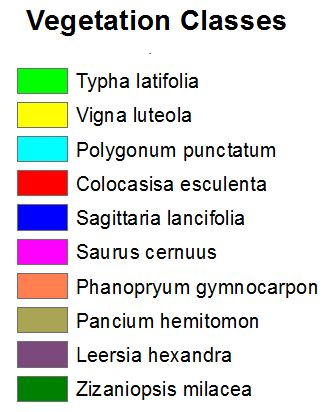 Vegetation Classes
Typha latifolia
Vigna luteola
Polygonum punctatum
Colocasisa esculenta
Sagittaria lancifolia
Saurus cernuus
Phanopryum gymnocarpon
Pancium hemitomon
Leersia hexandra
Zizaniopsis milacea